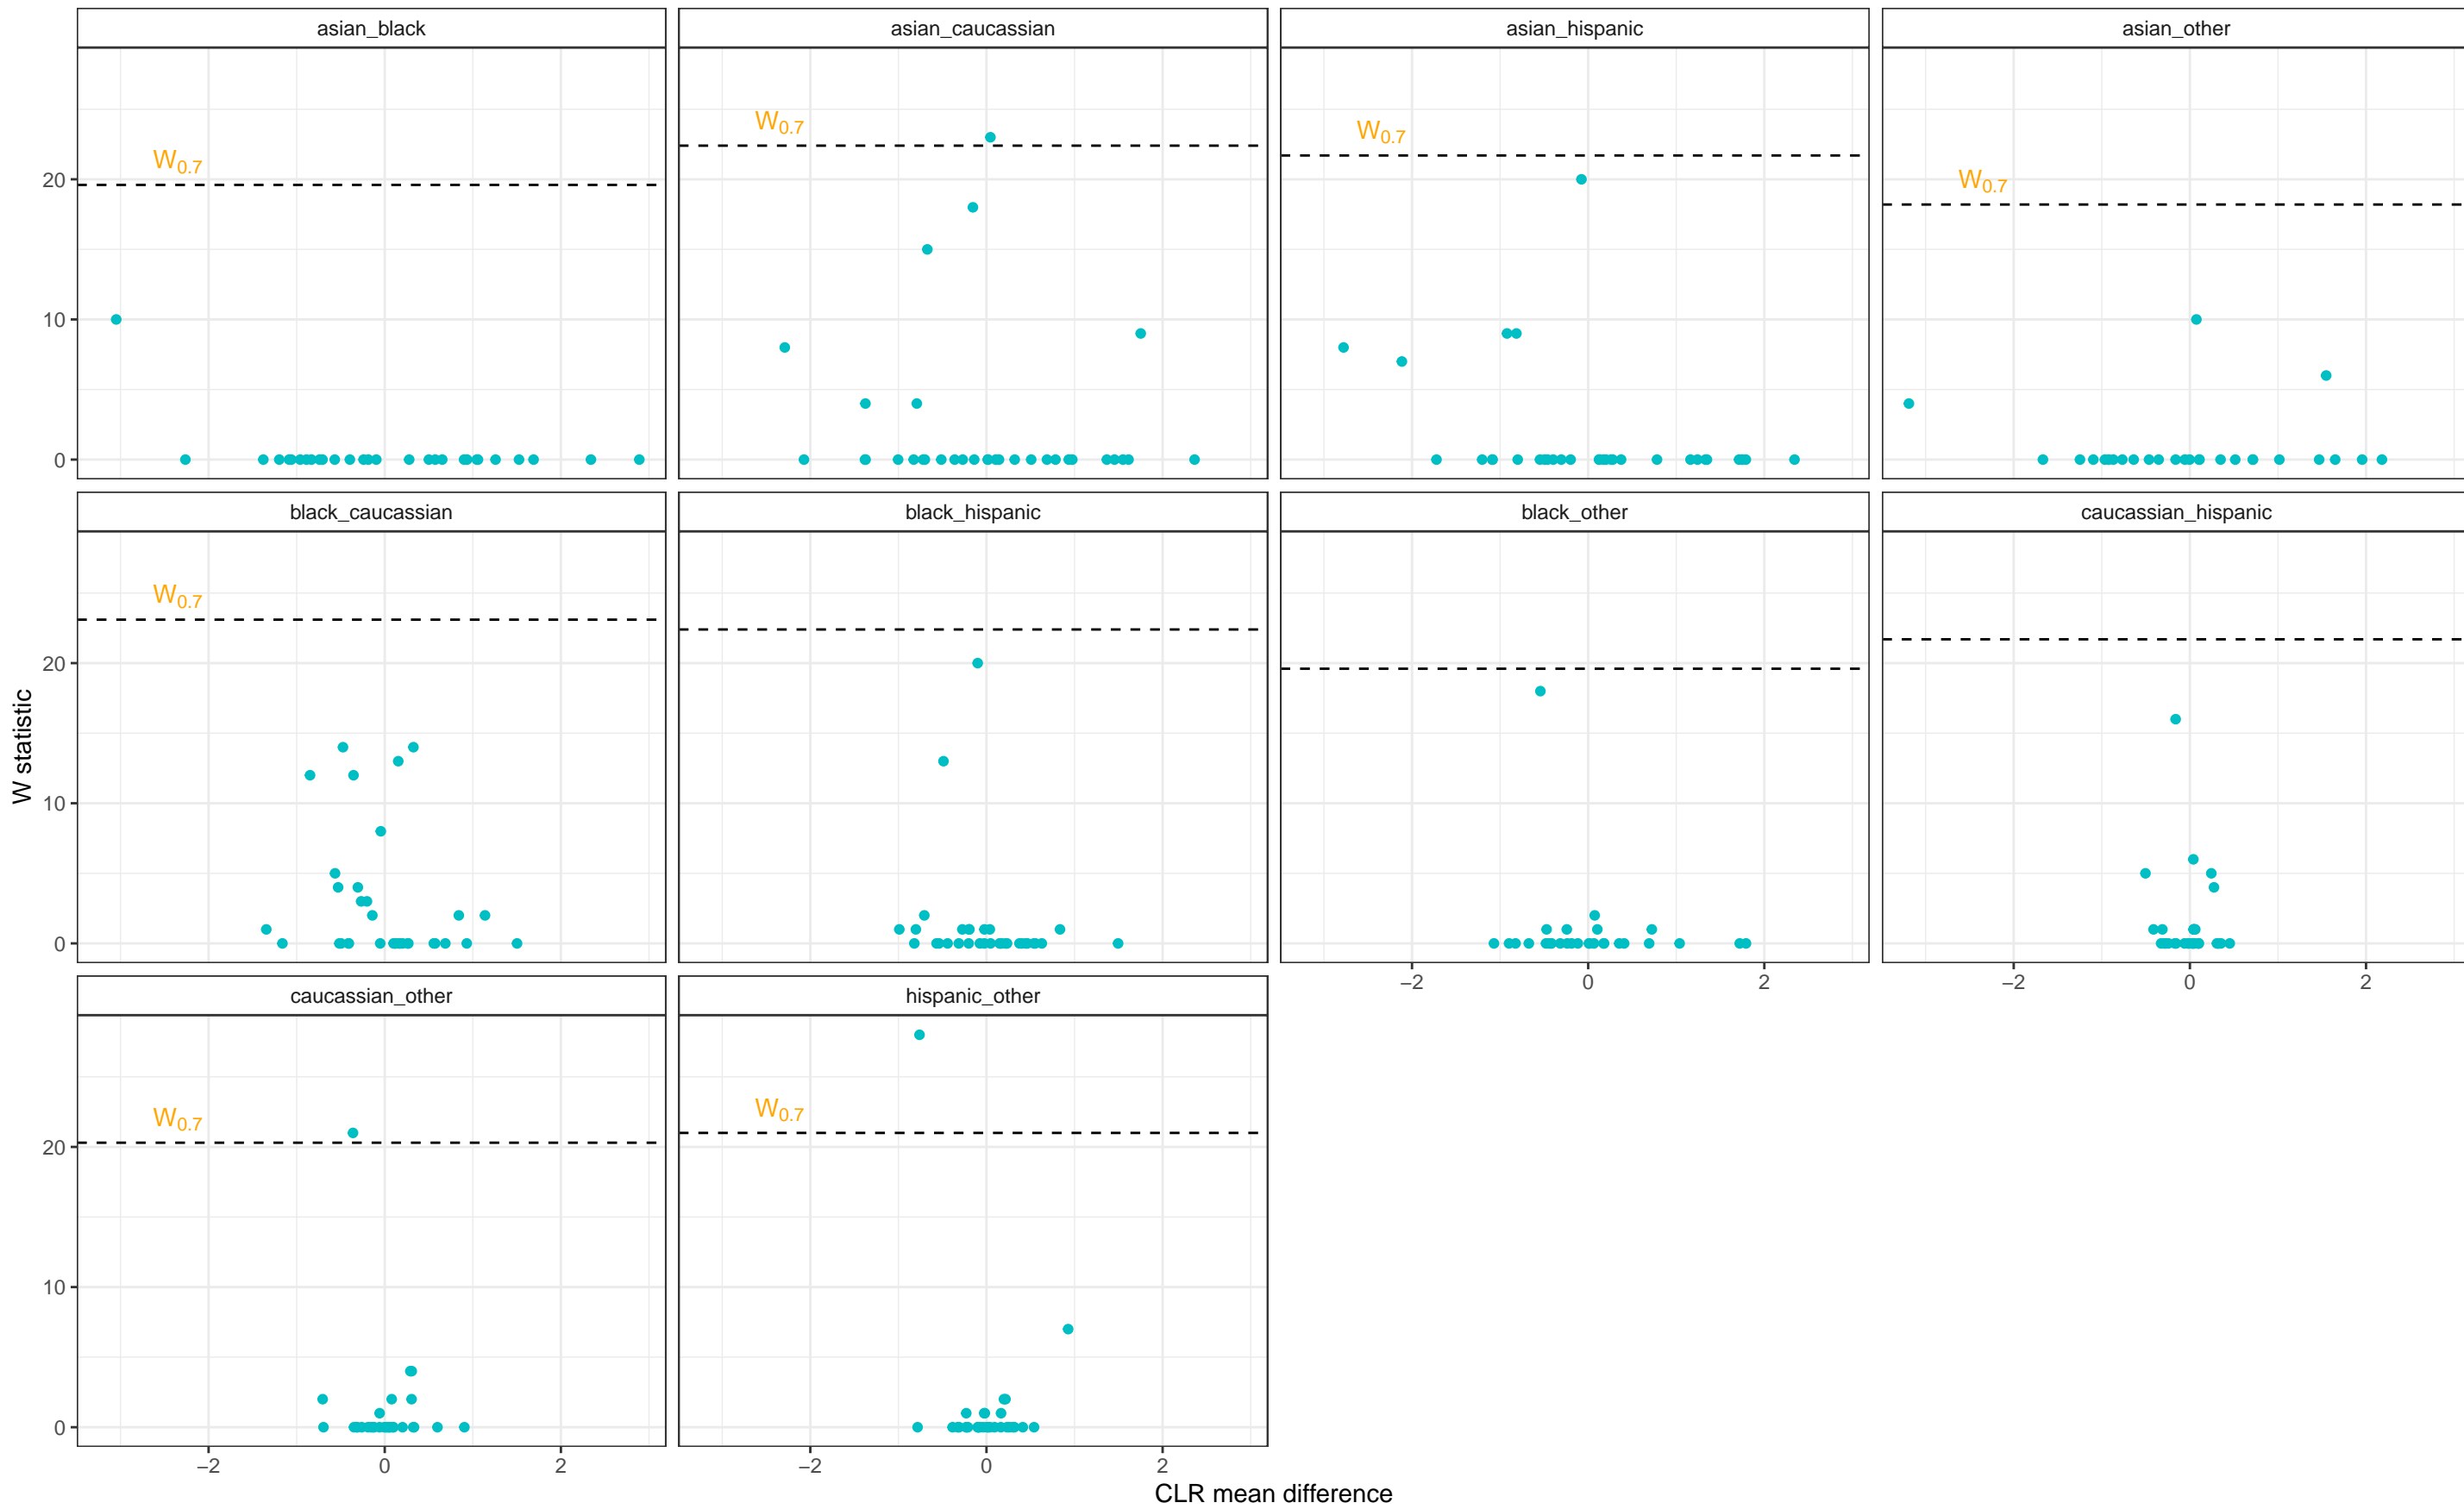 asian_black asian_caucassian asian_hispanic asian_other
W0.7 W0.7 W0.7 W0.7
20
10
0
black_caucassian black_hispanic black_other caucassian_hispanic
W0.7
20
10
0
−2 0 2 −2 0 2
W statistic
caucassian_other hispanic_other
W0.7 W0.7
20
10
0
−2 0 2 −2 0 2
CLR mean difference